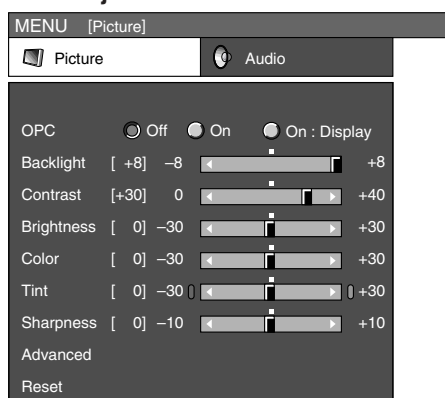 MENU [Picture]
Picture Audio
OPC Off On On : Display
Backlight [ +8] –8 +8
Contrast [+30] 0 +40
Brightness [ 0] –30 +30
Color [ 0] –30 +30
Tint [ 0] –30 +30
Sharpness [ 0] –10 +10
Advanced
Reset